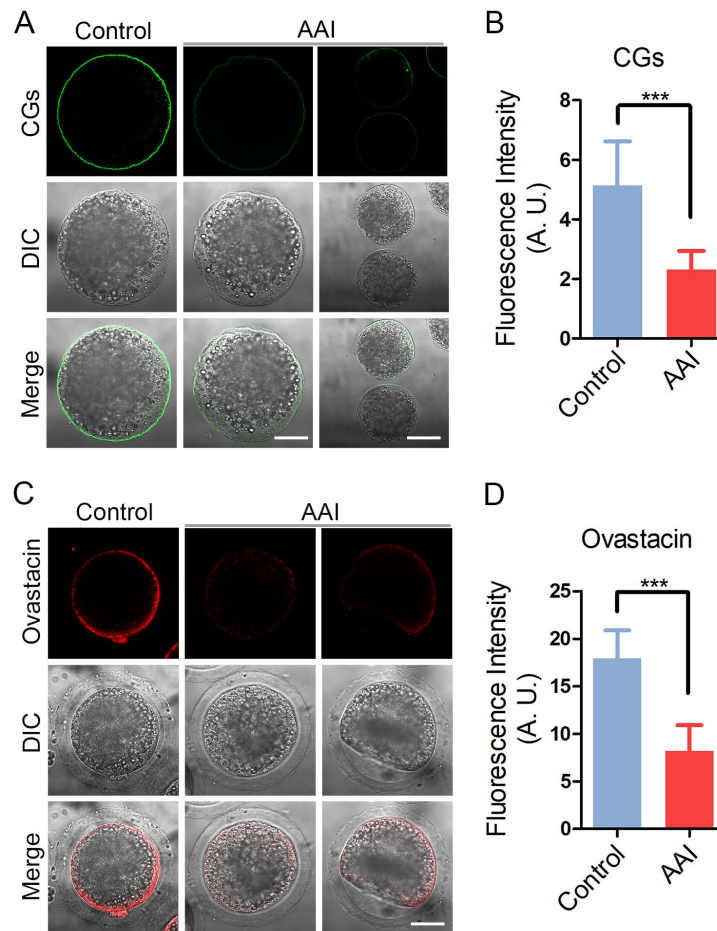 A
Control
AAI
CGs
DIC
Merge
B
CGs
Fluorescence Intensity
(A. U.)
8
6
4
2
0
***
Control
AAI
C
Control
AAI
Ovastacin
DIC
Merge
D
Ovastacin
Fluorescence Intensity
(A. U.)
25
20
15
10
5
0
***
Control
AAI